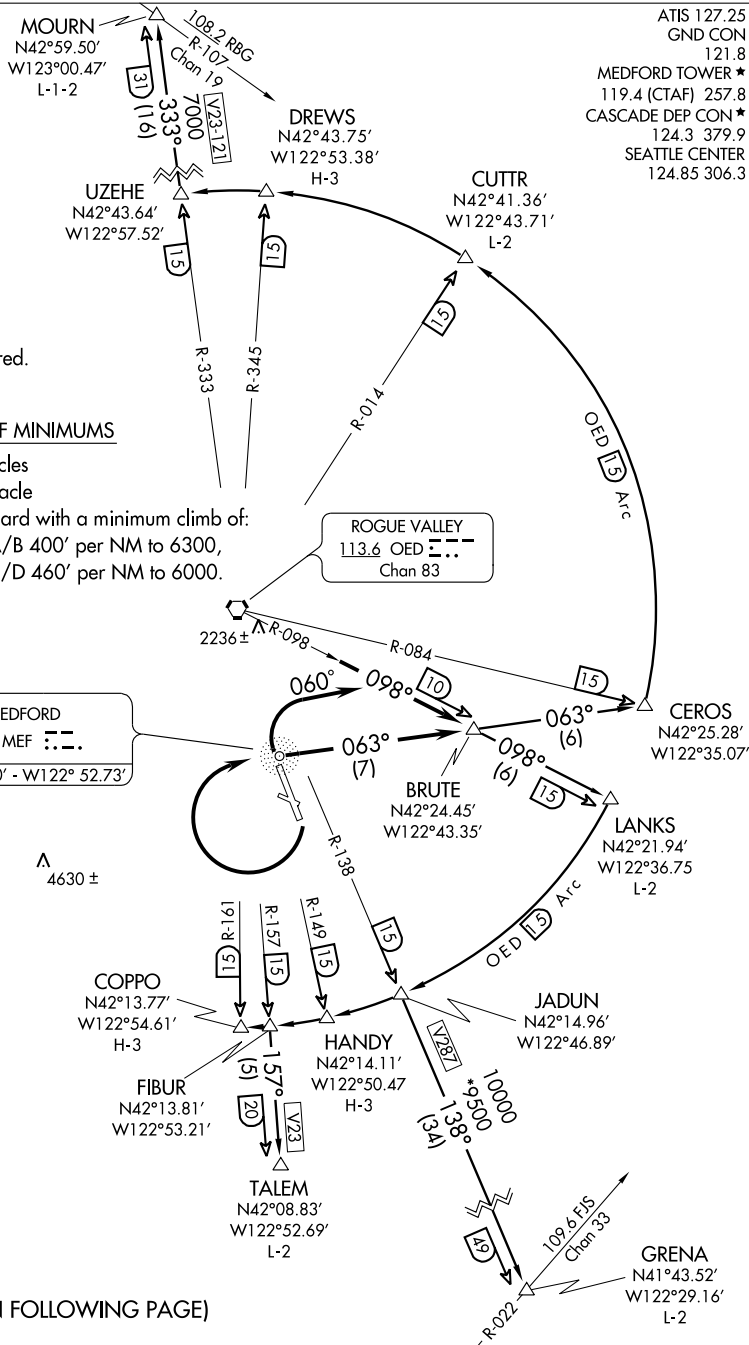 MOURN
N42°59.50'
W123°00.47'
L-1-2
108.2 RBG
R-107
Chan 19
ATIS 127.25
GND CON
121.8
MEDFORD TOWER ★
119.4 (CTAF) 257.8
CASCADE DEP CON ★
124.3 379.9
SEATTLE CENTER
124.85 306.3
31
(16)
333°
7000
V23-121
DREWS
N42°43.75'
W122°53.38'
H-3
UZEHE
N42°43.64'
W122°57.52'
CUTTR
N42°41.36'
W122°43.71'
L-2
15
15
15
R-333
R-345
R-014
OED 15 Arc
red.
F MINIMUMS
cles
acle
ard with a minimum climb of:
A/B 400' per NM to 6300,
/D 460' per NM to 6000.
ROGUE VALLEY
113.6 OED
Chan 83
2236 ±
R-098
R-084
15
060°
098°
10
063°
(6)
CEROS
N42°25.28'
W122°35.07'
EDFORD
MEF
0' - W122° 52.73'
063°
(7)
098°
(6)
15
BRUTE
N42°24.45'
W122°43.35'
LANKS
N42°21.94'
W122°36.75
L-2
4630 ±
R-138
15
OED 15 Arc
R-161
15
R-157
15
R-149
15
COPPO
N42°13.77'
W122°54.61'
H-3
JADUN
N42°14.96'
W122°46.89'
HANDY
N42°14.11'
W122°50.47
H-3
FIBUR
N42°13.81'
W122°53.21'
157°
(5)
20
V23
V287
10000
*9500
138°
(34)
TALEM
N42°08.83'
W122°52.69'
L-2
49
109.6 FJS
Chan 33
R-022
GRENA
N41°43.52'
W122°29.16'
L-2
N FOLLOWING PAGE)